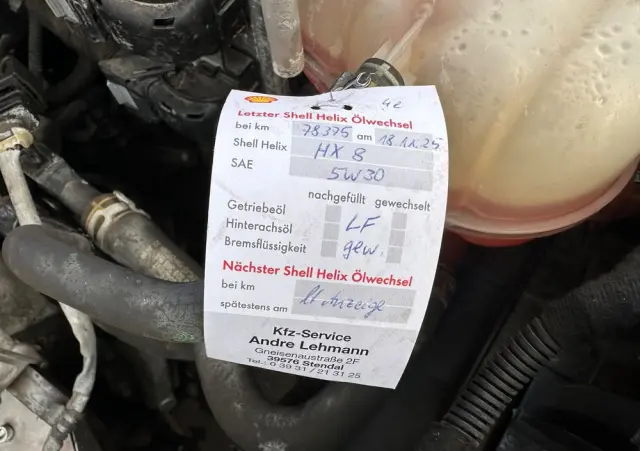 4L
Letzter Shell Helix Ölwechsel
bei km 78375 am 18.11.25
Shell Helix HX 8
SAE 5W30
nachgefüllt gewechselt
Getriebeöl
Hinterachsöl LF
Bremsflüssigkeit gew.
Nächster Shell Helix Ölwechsel
bei km lt Anzeige
spätestens am
Kfz-Service
Andre Lehmann
Gneisenaustraße 2F
39576 Stendal
Tel.: 0 39 31 / 21 31 25